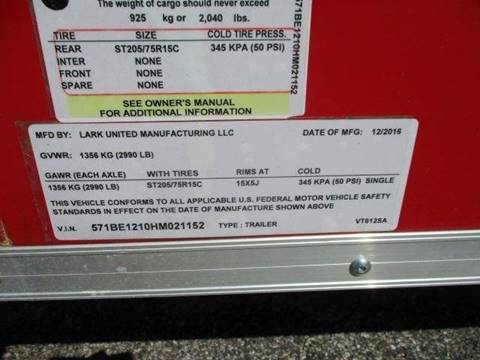 The weight of cargo should never exceed
925 kg or 2,040 lbs.
TIRE SIZE COLD TIRE PRESS.
REAR ST205/75R15C 345 KPA (50 PSI)
INTER NONE
FRONT NONE
SPARE NONE
SEE OWNER'S MANUAL
FOR ADDITIONAL INFORMATION
571BE1210HM021152
MFD BY: LARK UNITED MANUFACTURING LLC DATE OF MFG: 12/2016
GVWR: 1356 KG (2990 LB)
GAWR (EACH AXLE) WITH TIRES RIMS AT COLD
1356 KG (2990 LB) ST205/75R15C 15X5J 345 KPA (50 PSI) SINGLE
THIS VEHICLE CONFORMS TO ALL APPLICABLE U.S. FEDERAL MOTOR VEHICLE SAFETY
STANDARDS IN EFFECT ON THE DATE OF MANUFACTURE SHOWN ABOVE
V.I.N. 571BE1210HM021152 TYPE: TRAILER VT612SA